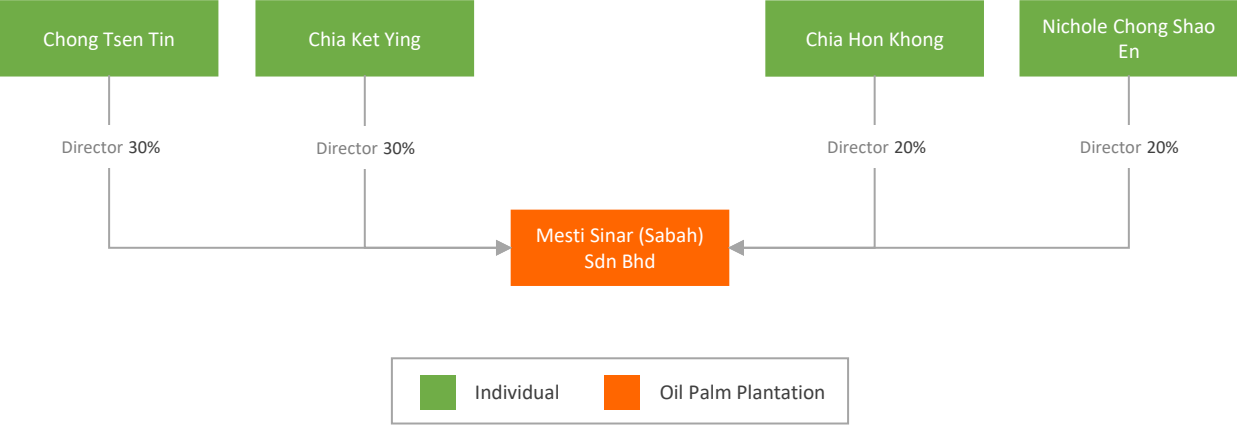 Chong Tsen Tin
Chia Ket Ying
Chia Hon Khong
Nichole Chong Shao
En
Director 30%
Director 30%
Director 20%
Director 20%
Mesti Sinar (Sabah)
Sdn Bhd
Individual
Oil Palm Plantation